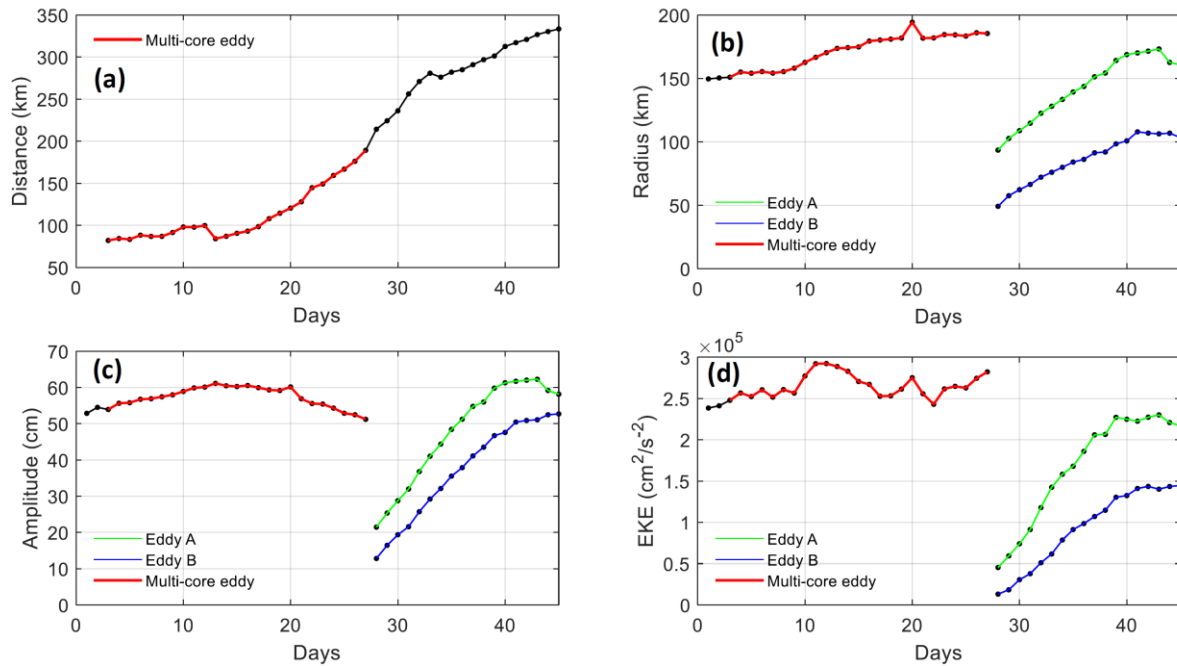 350
300
250
200
150
100
50
Distance (km)
Multi-core eddy
(a)
0 10 20 30 40
Days
200
150
100
50
0
Radius (km)
(b)
Eddy A
Eddy B
Multi-core eddy
0 10 20 30 40
Days
70
60
50
40
30
20
10
0
Amplitude (cm)
(c)
Eddy A
Eddy B
Multi-core eddy
0 10 20 30 40
Days
×10⁵
3
2.5
2
1.5
1
0.5
0
EKE (cm²/s⁻²)
(d)
Eddy A
Eddy B
Multi-core eddy
0 10 20 30 40
Days